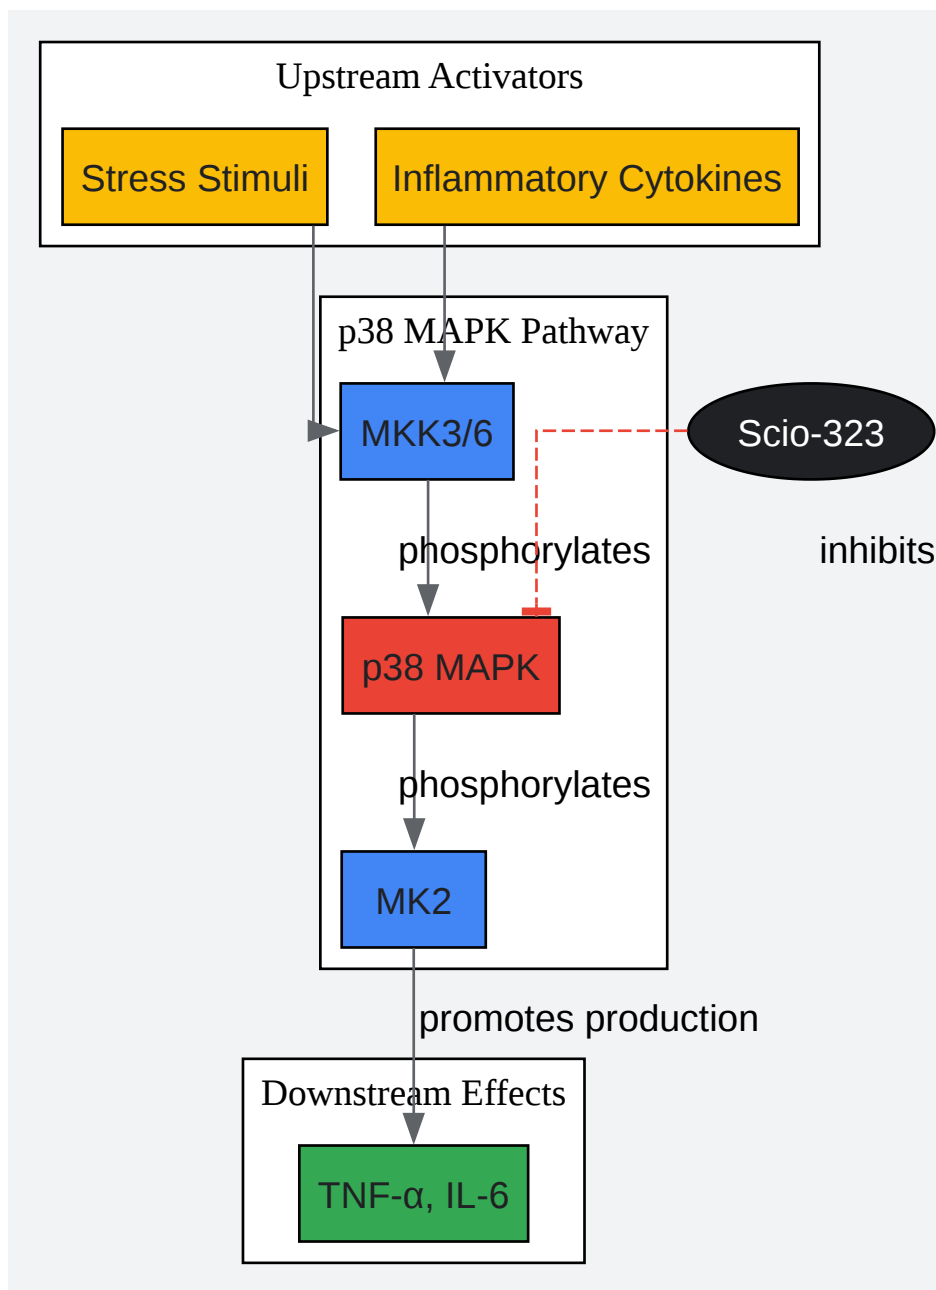 Upstream Activators
Stress Stimuli
Inflammatory Cytokines
p38 MAPK Pathway
MKK3/6
Scio-323
phosphorylates
inhibits
p38 MAPK
phosphorylates
MK2
promotes production
Downstream Effects
TNF-α, IL-6